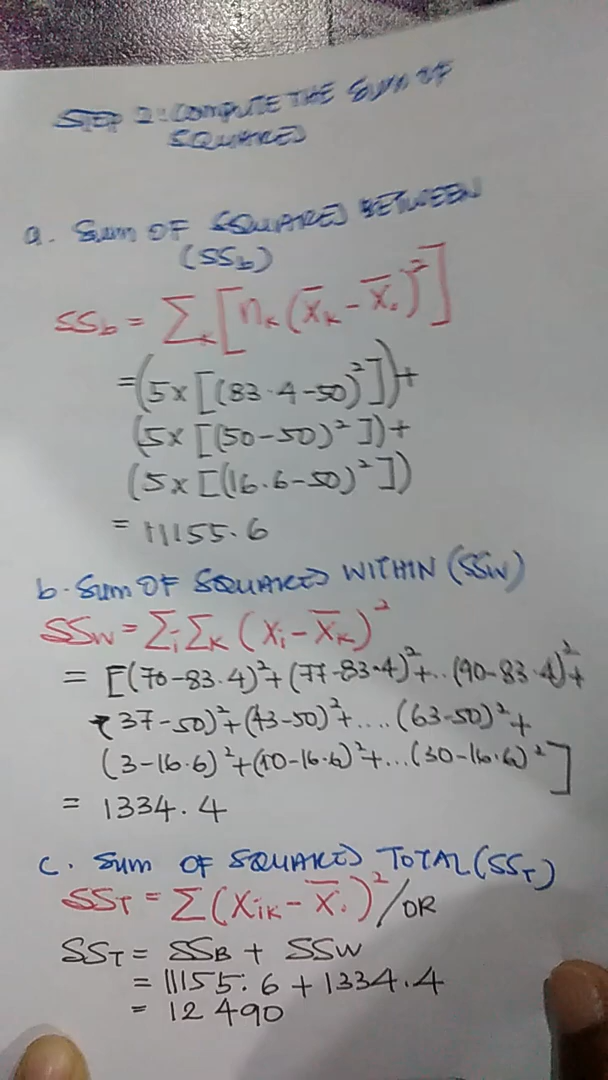 STEP 2: COMPUTE THE SUM OF
SQUARED
a. SUM OF SQUARED BETWEEN
(SSb)
SSb = Σₖ[nₖ(x̄ₖ-x̄.)²]
=(5x[(83.4-50)²])+
(5x[(50-50)²])+
(5x[(16.6-50)²])
= 11155.6
b. SUM OF SQUARED WITHIN (SSW)
SSW = ΣᵢΣₖ(xᵢ-x̄ₖ)²
= [(70-83.4)²+(77-83.4)²+..(90-83.4)²+
(37-50)²+(43-50)²+....(63-50)²+
(3-16.6)²+(10-16.6)²+...(30-16.6)²]
= 1334.4
C. SUM OF SQUARED TOTAL (SST)
SST = Σ(xᵢₖ-x̄.)²/OR
SST = SSB + SSW
= 11155.6 + 1334.4
= 12 490